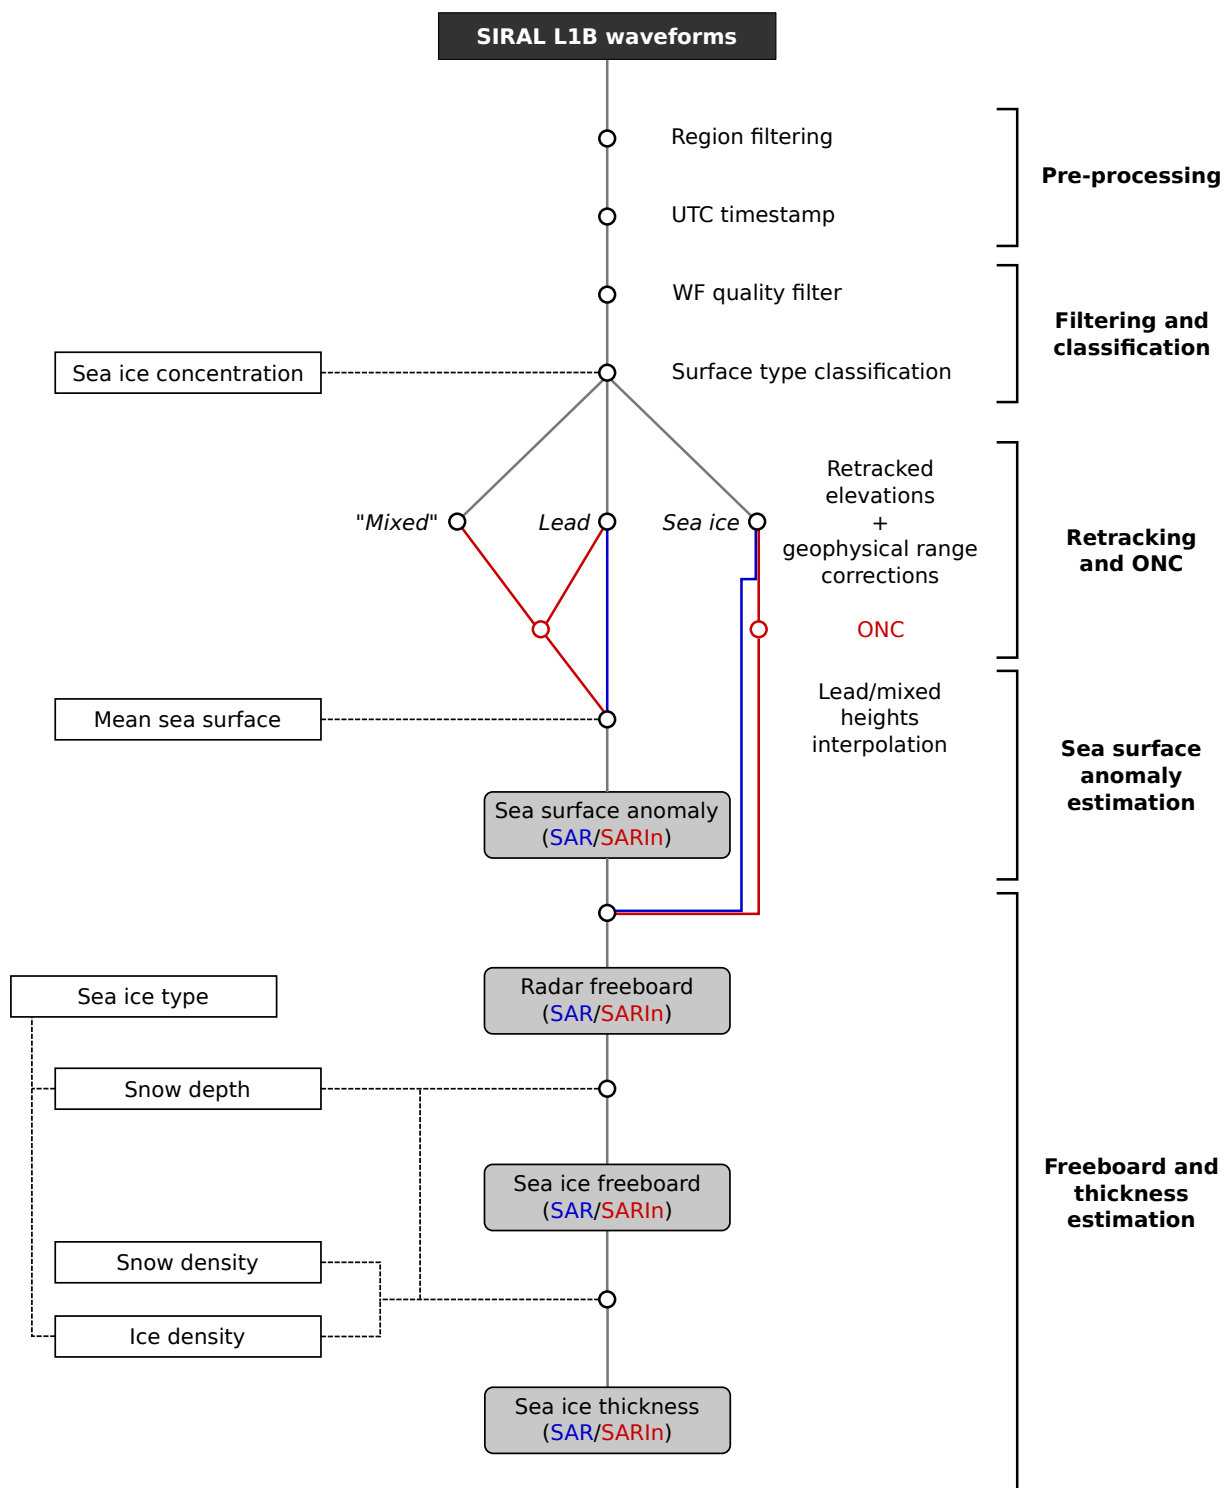 SIRAL L1B waveforms
Region filtering
Pre-processing
UTC timestamp
WF quality filter
Filtering and
classification
Sea ice concentration
Surface type classification
Retracked
elevations
+
geophysical range
corrections
"Mixed"
Lead
Sea ice
Retracking
and ONC
ONC
Lead/mixed
heights
interpolation
Mean sea surface
Sea surface
anomaly
estimation
Sea surface anomaly
(SAR/SARIn)
Radar freeboard
(SAR/SARIn)
Sea ice type
Snow depth
Sea ice freeboard
(SAR/SARIn)
Freeboard and
thickness
estimation
Snow density
Ice density
Sea ice thickness
(SAR/SARIn)